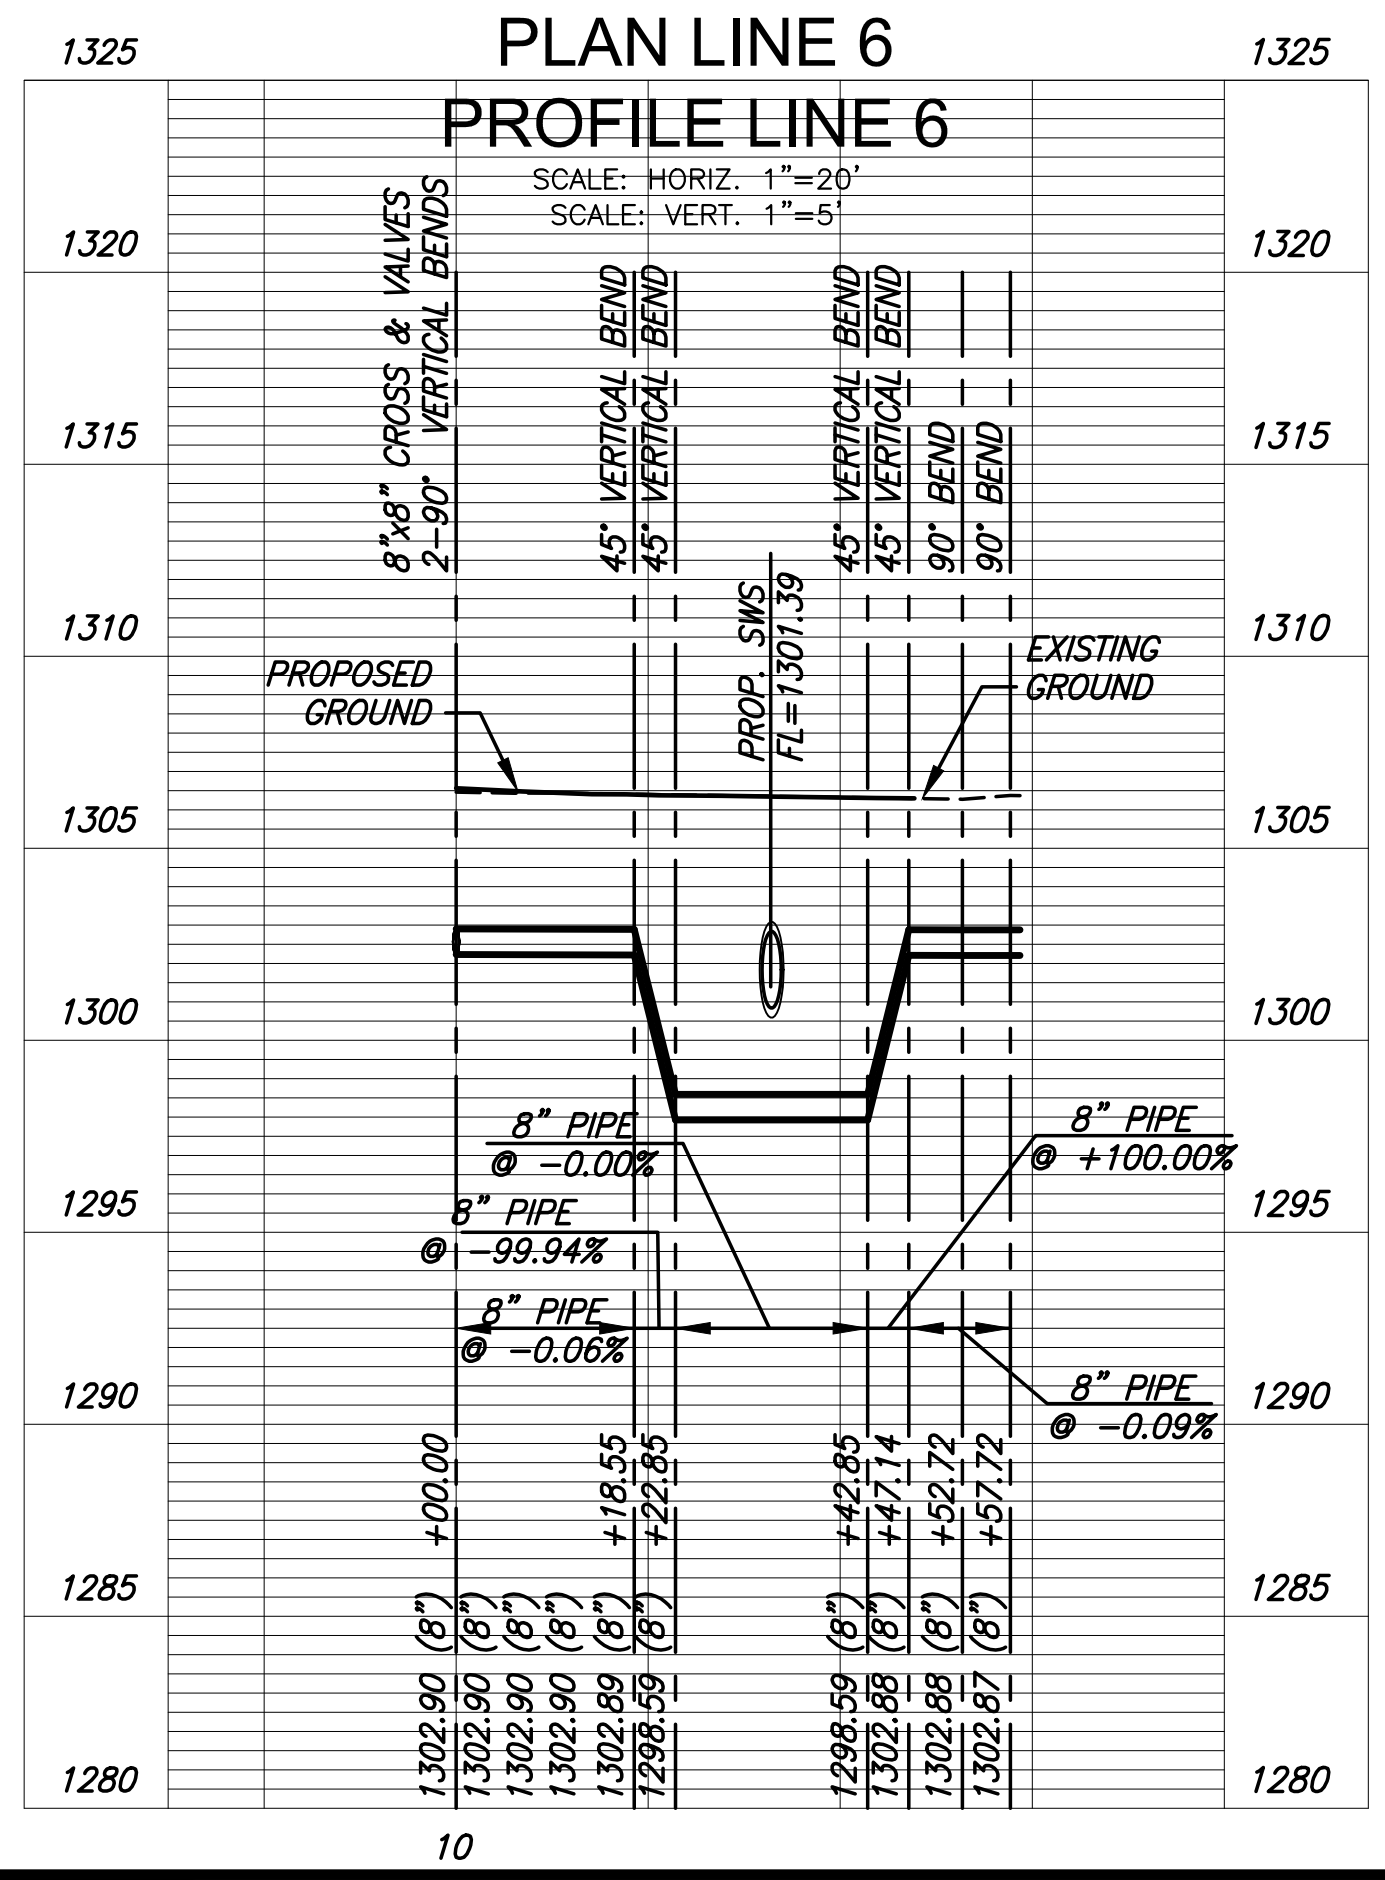 PLAN LINE 6
1325
1325
PROFILE LINE 6
SCALE: HORIZ. 1"=20'
SCALE: VERT. 1"=5'
1320
1320
8"x8" CROSS & VALVES
2-90° VERTICAL BENDS
45° VERTICAL BEND
45° VERTICAL BEND
45° VERTICAL BEND
45° VERTICAL BEND
90° BEND
90° BEND
1315
1315
PROP. SWS
FL=1301.39
1310
1310
PROPOSED
GROUND
EXISTING
GROUND
1305
1305
1300
1300
8" PIPE
@ -0.00%
8" PIPE
@ +100.00%
1295
1295
8" PIPE
@ -99.94%
8" PIPE
@ -0.06%
8" PIPE
@ -0.09%
1290
1290
+00.00
+18.55
+22.85
+42.85
+47.14
+52.72
+57.72
1285
1285
1302.90 (8")
1302.90 (8")
1302.90 (8")
1302.90 (8")
1302.89 (8")
1298.59 (8")
1298.59 (8")
1302.88 (8")
1302.88 (8")
1302.87 (8")
1280
1280
10